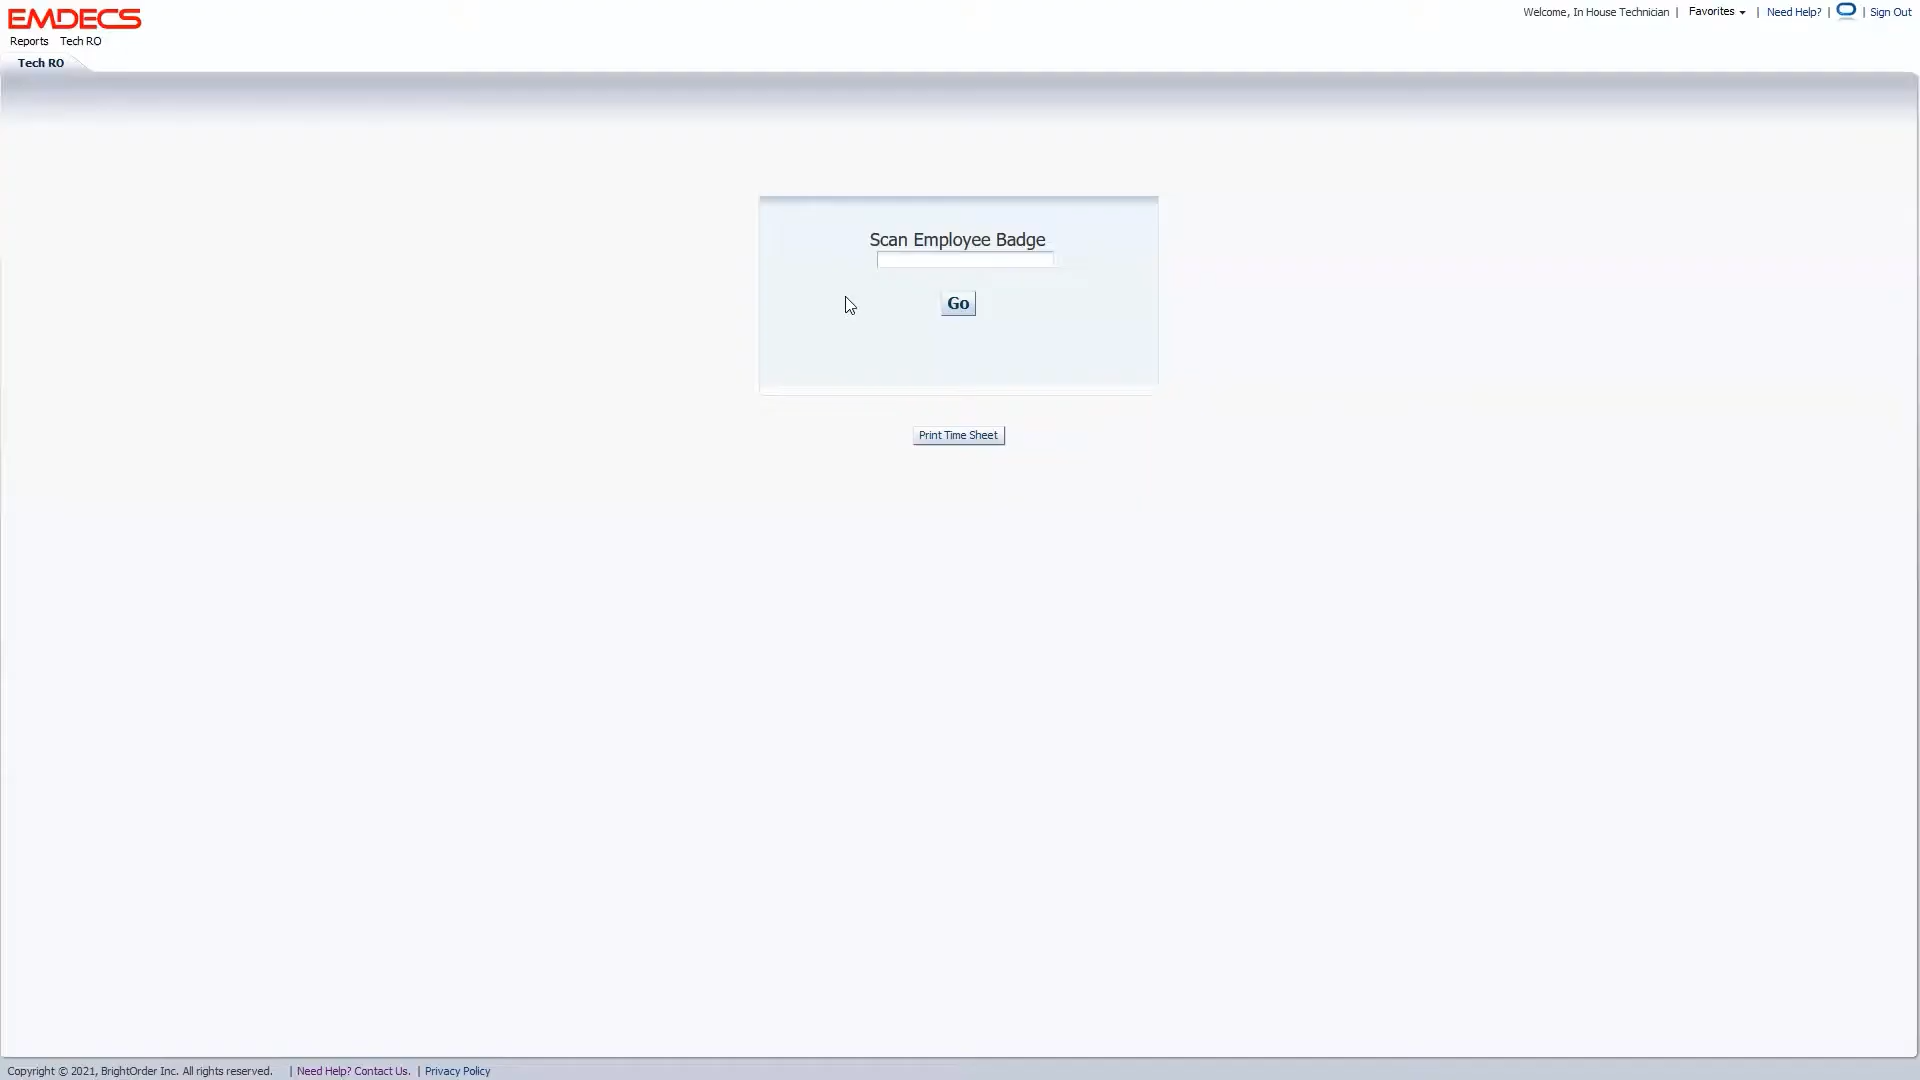 EMDECS
Welcome, In House Technician | Favorites | Need Help? | | Sign Out
Reports Tech RO
Tech RO
Scan Employee Badge
Go
Print Time Sheet
Copyright © 2021, BrightOrder Inc. All rights reserved. | Need Help? Contact Us. | Privacy Policy